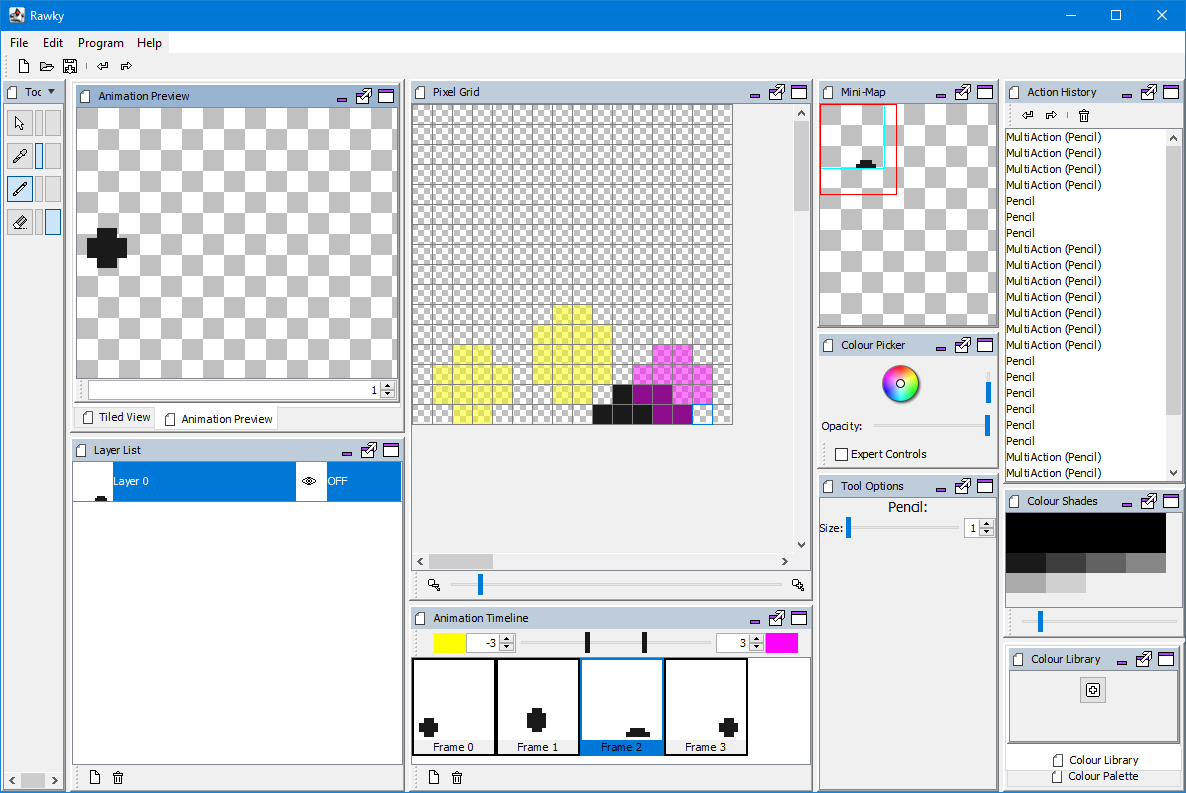 Rawky
File Edit Program Help
Toc
Animation Preview
1
Tiled View
Animation Preview
Layer List
Layer 0
OFF
Pixel Grid
Animation Timeline
-3
3
Frame 0
Frame 1
Frame 2
Frame 3
Mini-Map
Colour Picker
Opacity:
Expert Controls
Tool Options
Pencil:
Size:
1
Action History
MultiAction (Pencil)
MultiAction (Pencil)
MultiAction (Pencil)
MultiAction (Pencil)
Pencil
Pencil
Pencil
MultiAction (Pencil)
MultiAction (Pencil)
MultiAction (Pencil)
MultiAction (Pencil)
MultiAction (Pencil)
MultiAction (Pencil)
MultiAction (Pencil)
Pencil
Pencil
Pencil
Pencil
Pencil
Pencil
MultiAction (Pencil)
MultiAction (Pencil)
Colour Shades
Colour Library
Colour Library
Colour Palette